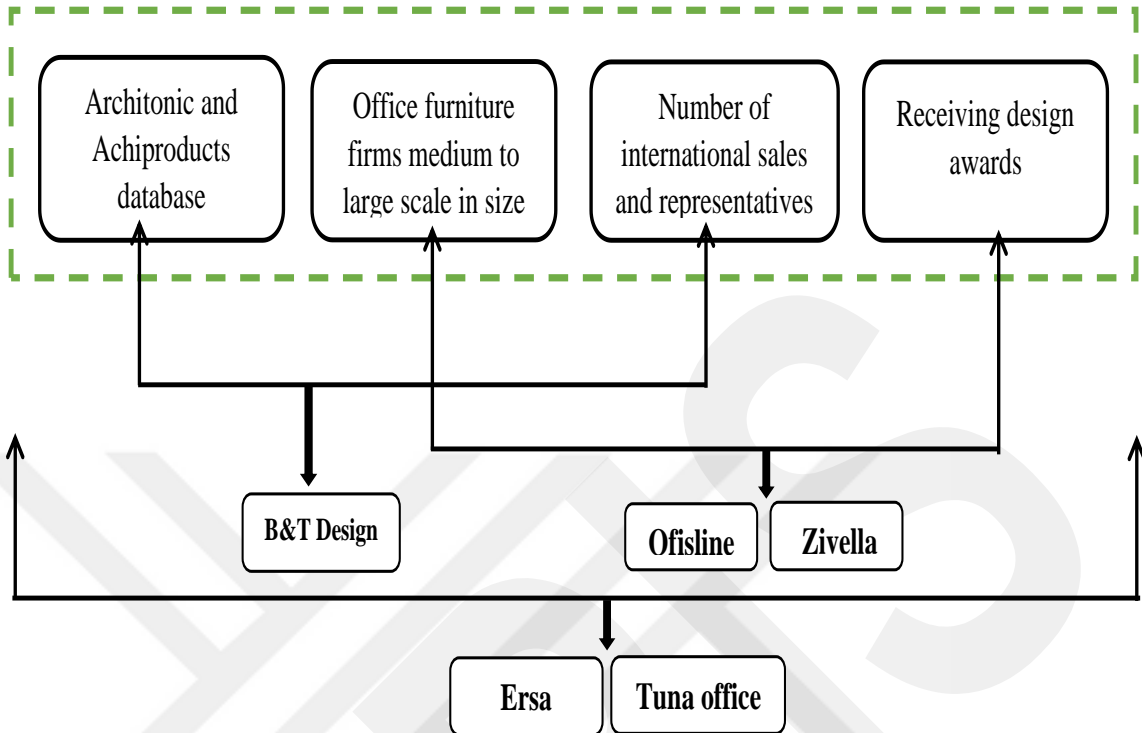 Architonic and
Achiproducts
database
Office furniture
firms medium to
large scale in size
Number of
international sales
and representatives
Receiving design
awards
B&T Design
Ofisline
Zivella
Ersa
Tuna office